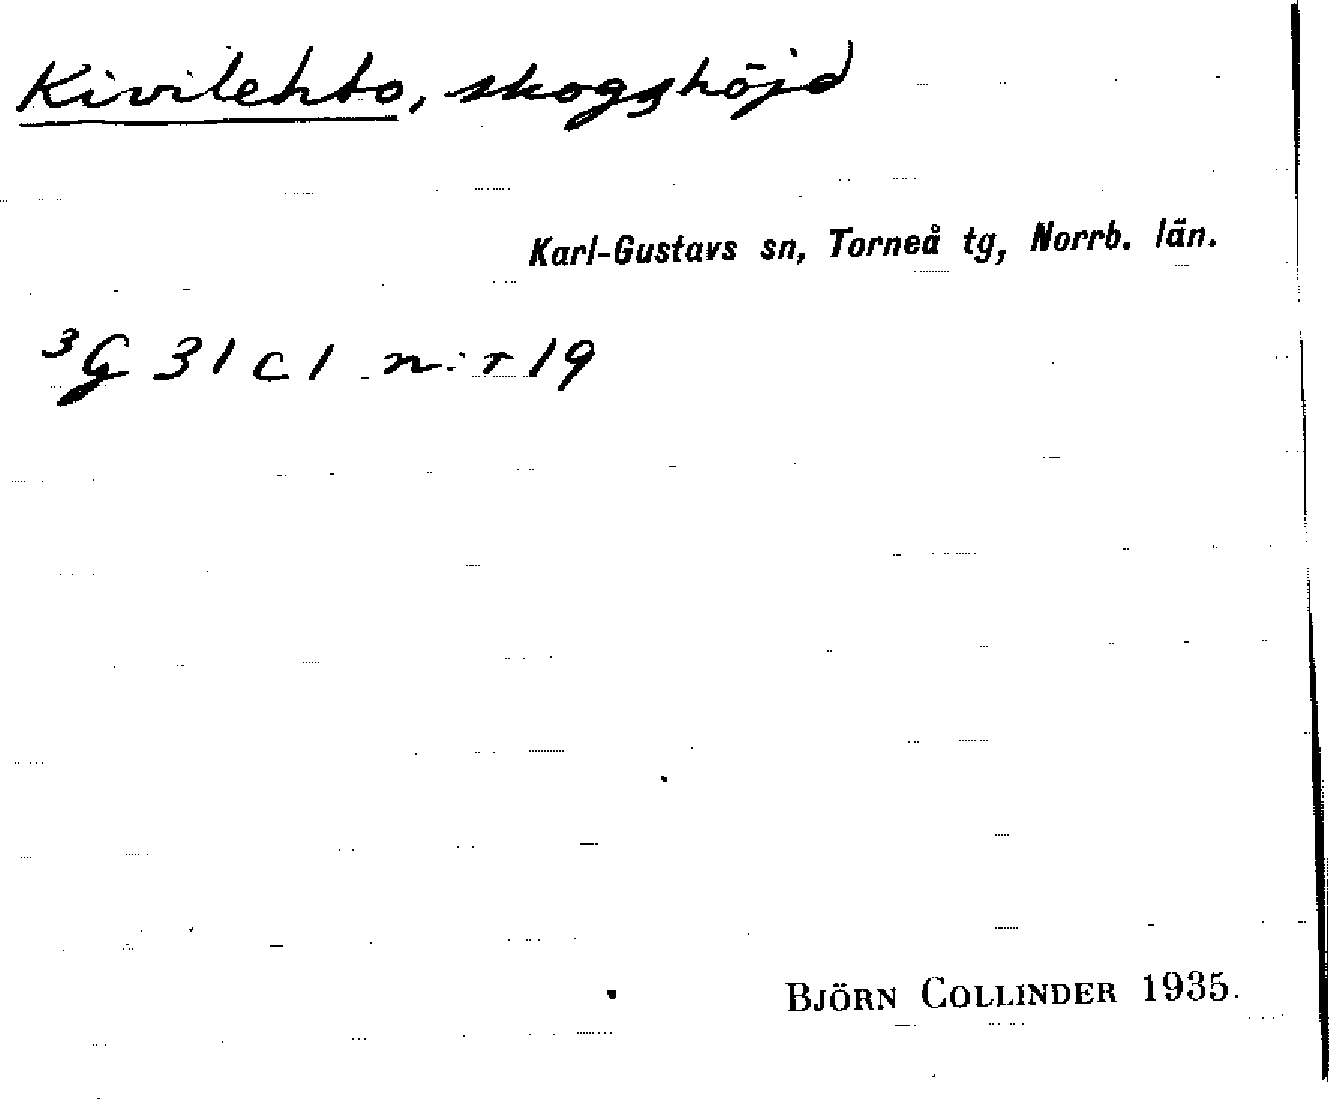 Kivilehto, skogshöjd
Karl-Gustavs sn, Torneå tg, Norrb. län.
³G 31 c 1 n:r 19
BJÖRN COLLINDER 1935.